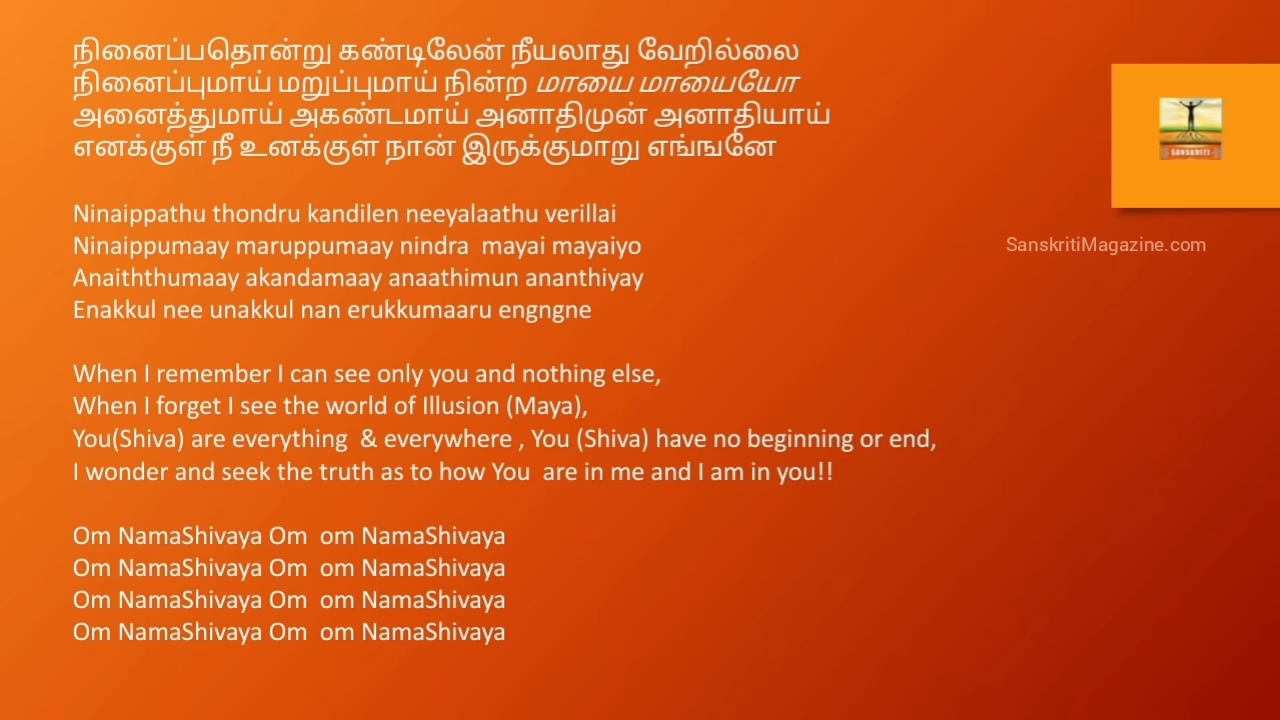 நினைப்பதொன்று கண்டிலேன் நீயலாது வேறில்லை
நினைப்புமாய் மறுப்புமாய் நின்ற மாயை மாயையோ
அனைத்துமாய் அகண்டமாய் அனாதிமுன் அனாதியாய்
எனக்குள் நீ உனக்குள் நான் இருக்குமாறு எங்ஙனே
Ninaippathu thondru kandilen neeyalaathu verillai
Ninaippumaay maruppumaay nindra  mayai mayaiyo
Anaiththumaay akandamaay anaathimun ananthiyay
Enakkul nee unakkul nan erukkumaaru engngne
When I remember I can see only you and nothing else,
When I forget I see the world of Illusion (Maya),
You(Shiva) are everything  & everywhere , You (Shiva) have no beginning or end,
I wonder and seek the truth as to how You  are in me and I am in you!!
Om NamaShivaya Om  om NamaShivaya
Om NamaShivaya Om  om NamaShivaya
Om NamaShivaya Om  om NamaShivaya
Om NamaShivaya Om  om NamaShivaya
SANSKRITI
SanskritiMagazine.com